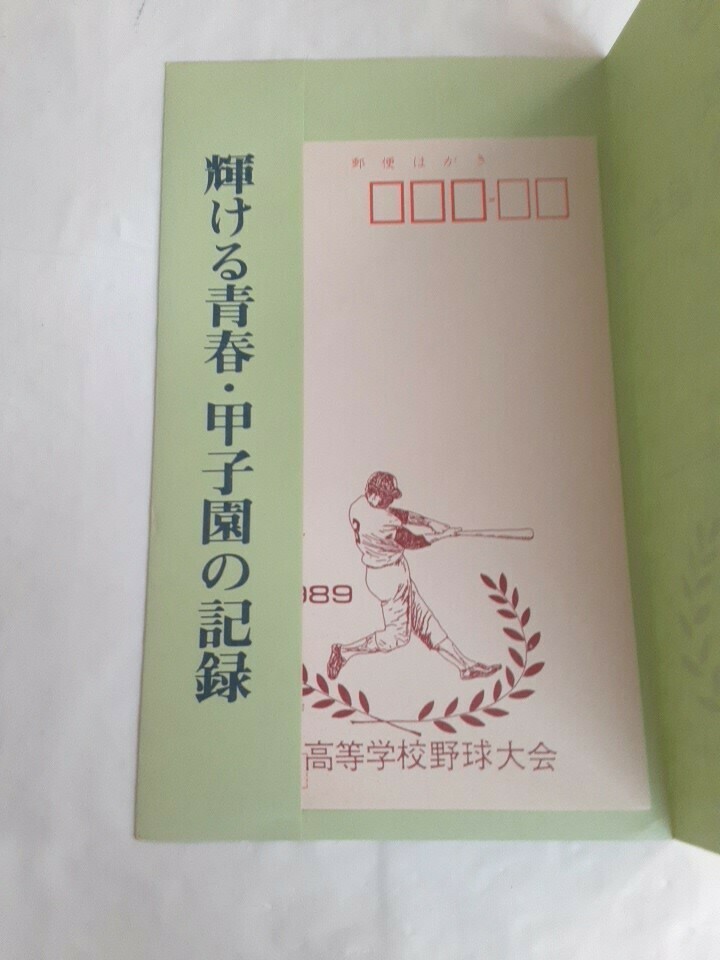 輝ける青春・甲子園の記録
郵便はがき
989
高等学校野球大会